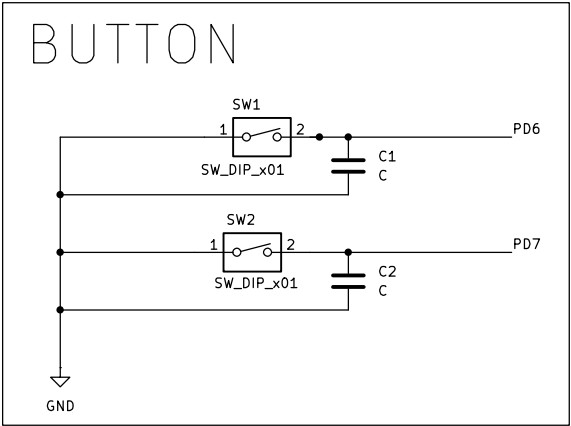 BUTTON
SW1
1 2
PD6
C1
SW_DIP_x01
C
SW2
1 2
PD7
C2
SW_DIP_x01
C
GND